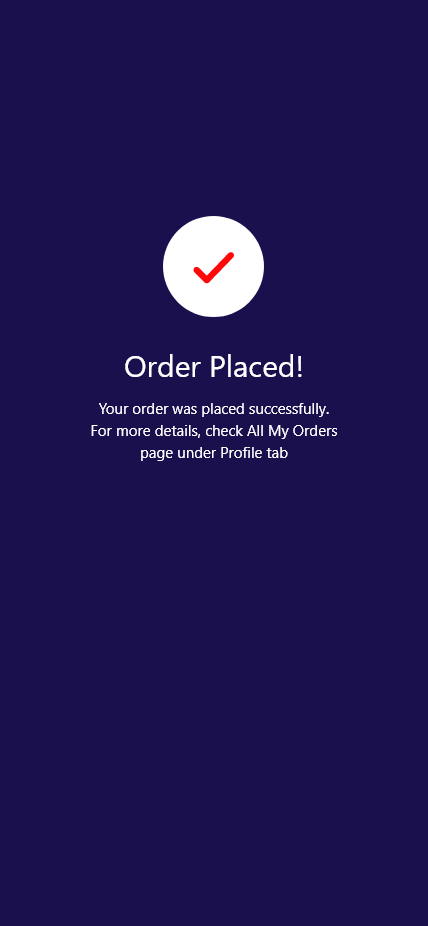 Order Placed!
Your order was placed successfully.
For more details, check All My Orders
page under Profile tab